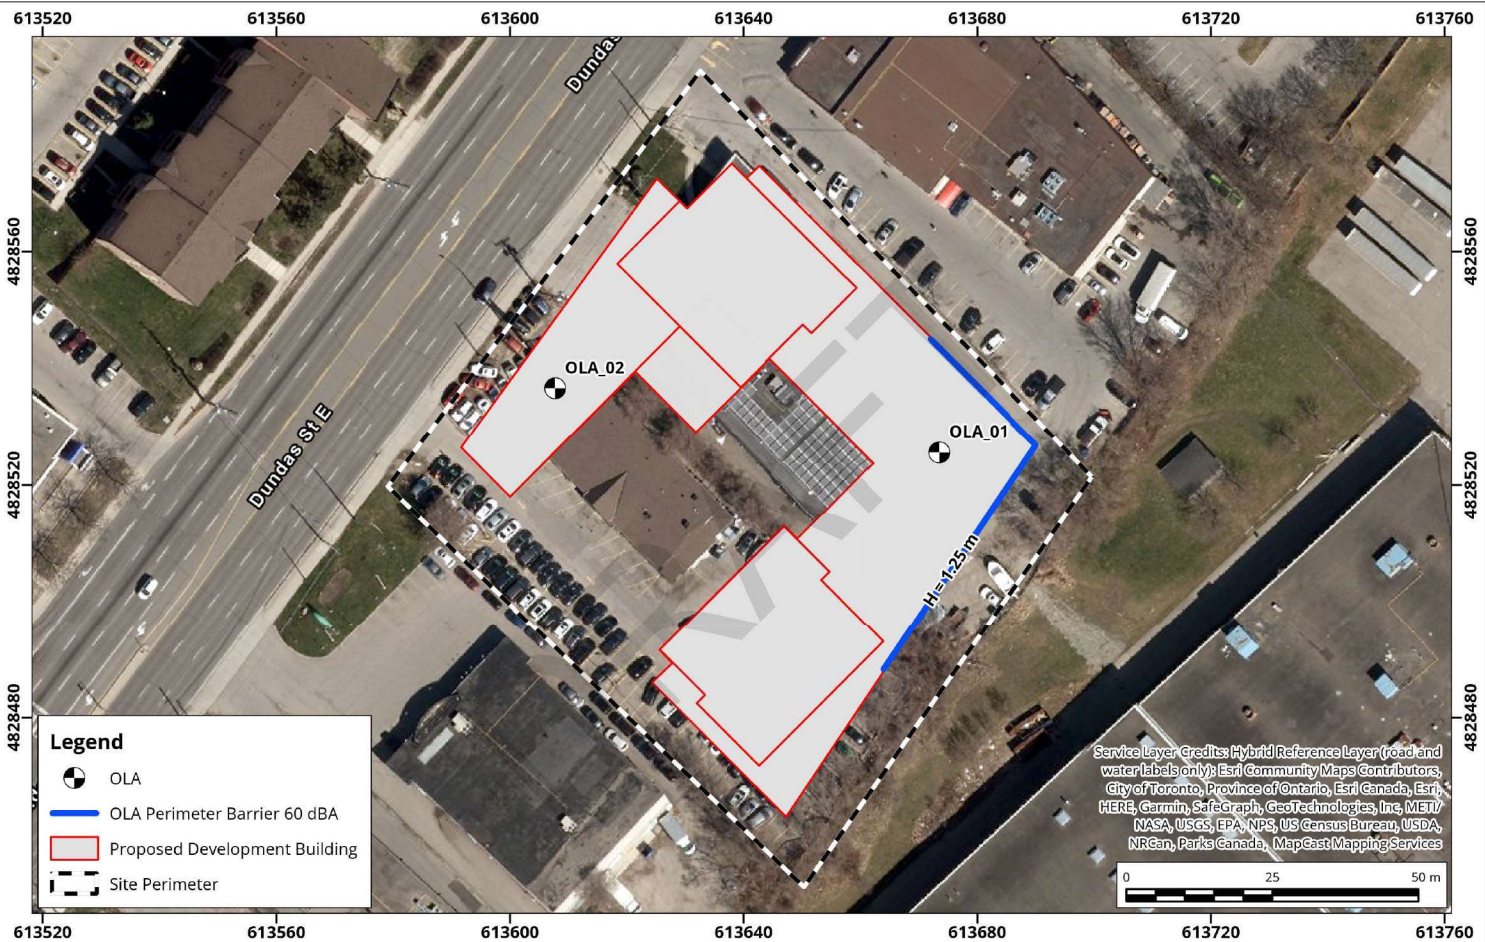 613520 613560 613600 613640 613680 613720 613760
Dundas
4828560
4828560
OLA_02
OLA_01
Dundas St E
4828520
4828520
H = 1.25 m
4828480
4828480
Legend
OLA
OLA Perimeter Barrier 60 dBA
Proposed Development Building
Site Perimeter
Service Layer Credits: Hybrid Reference Layer (road and
water labels only): Esri Community Maps Contributors,
City of Toronto, Province of Ontario, Esri Canada, Esri,
HERE, Garmin, SafeGraph, GeoTechnologies, Inc, METI/
NASA, USGS, EPA, NPS, US Census Bureau, USDA,
NRCan, Parks Canada, MapCast Mapping Services
0 25 50 m
613520 613560 613600 613640 613680 613720 613760